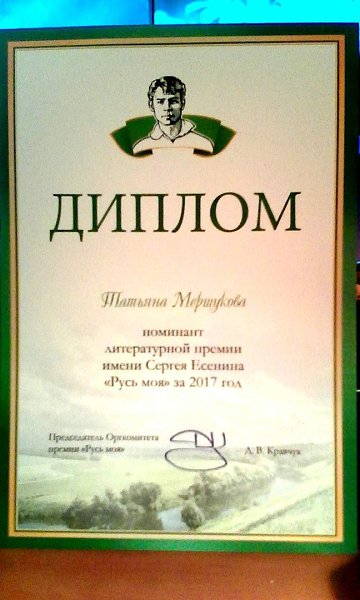 ДИПЛОМ
Татьяна Мершукова
номинант
литературной премии
имени Сергея Есенина
«Русь моя» за 2017 год
Председатель Оргкомитета
премии «Русь моя»
Д. В. Кравчук